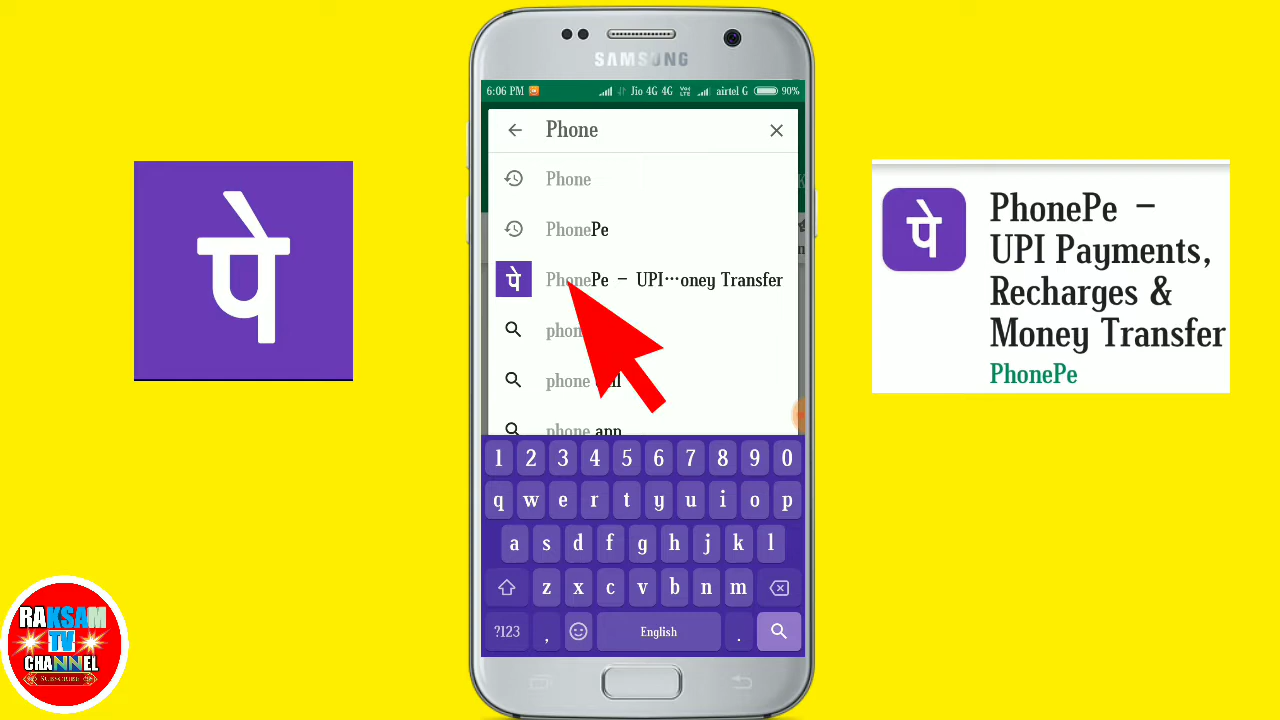 SAMSUNG
6:06 PM Jio 4G 4G VoLTE airtel G 90%
Phone
Phone
PhonePe
पे PhonePe – UPI…oney Transfer
phone
phone app
1 2 3 4 5 6 7 8 9 0
q w e r t y u i o p
a s d f g h j k l
z x c v b n m
?123 , English .
पे
पे
PhonePe –
UPI Payments,
Recharges &
Money Transfer
PhonePe
RAKSAM
TV
CHANNEL
SUBSCRIBE